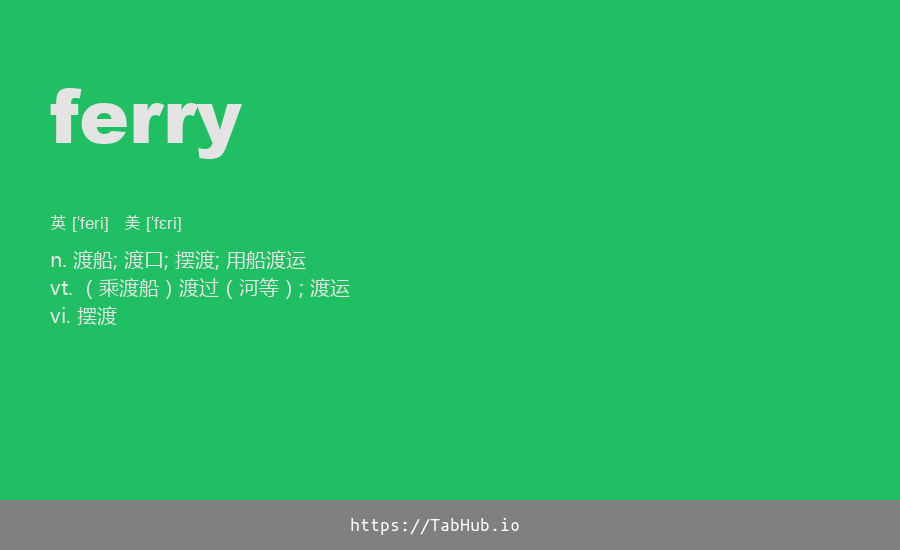 ferry
英 ['feri] 美 ['fɛri]
n. 渡船; 渡口; 摆渡; 用船渡运
vt. （乘渡船）渡过（河等）; 渡运
vi. 摆渡
https://TabHub.io